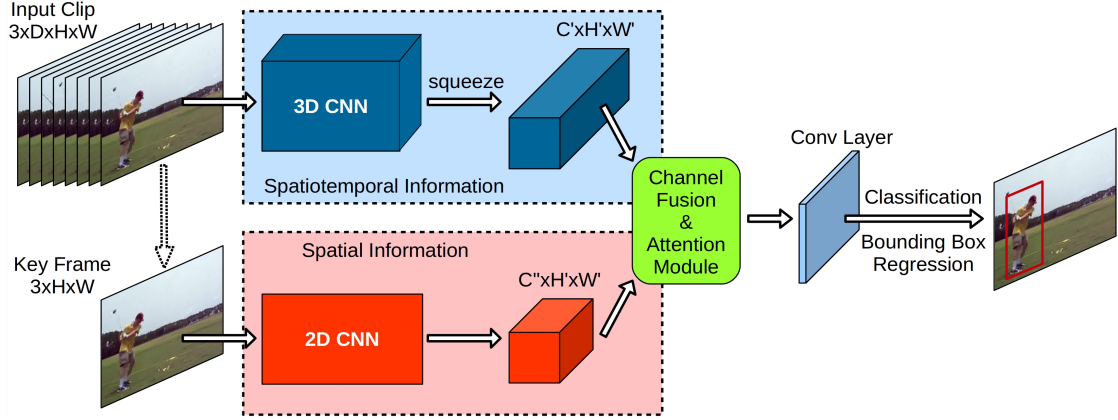 Input Clip
3xDxHxW
3D CNN
squeeze
C'xH'xW'
Spatiotemporal Information
Key Frame
3xHxW
Spatial Information
2D CNN
C''xH'xW'
Channel
Fusion
&
Attention
Module
Conv Layer
Classification
Bounding Box
Regression